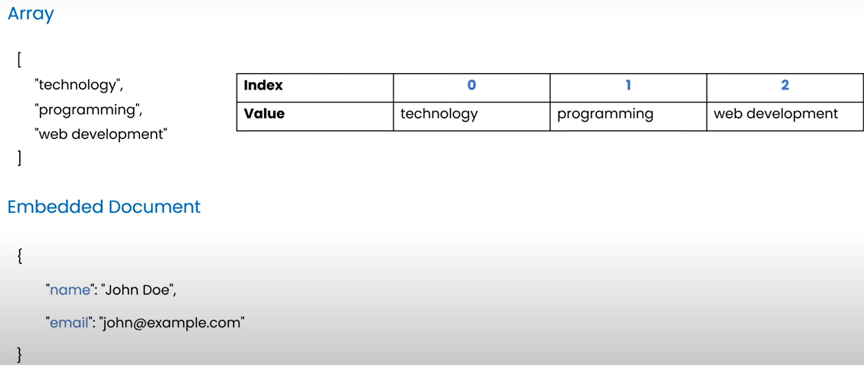 Array
[
"technology",
"programming",
"web development"
]
Index 0 1 2
Value technology programming web development
Embedded Document
{
"name": "John Doe",
"email": "john@example.com"
}